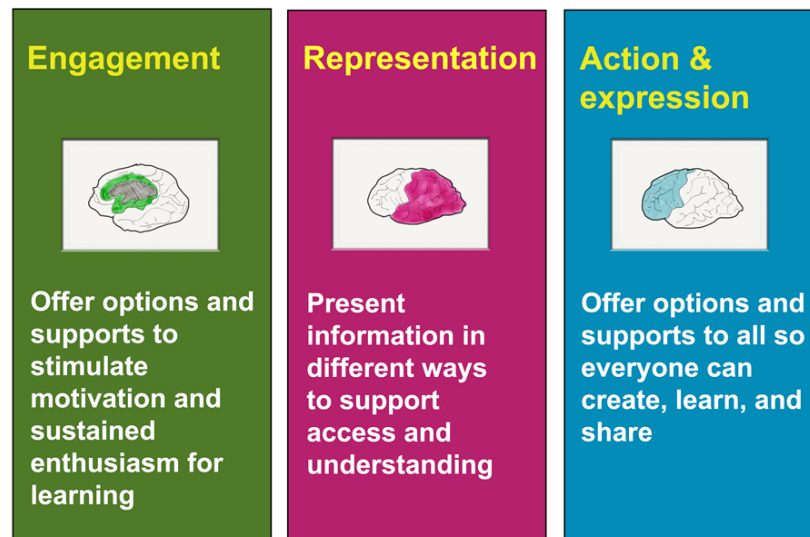 Engagement
Offer options and
supports to
stimulate
motivation and
sustained
enthusiasm for
learning
Representation
Present
information in
different ways
to support
access and
understanding
Action &
expression
Offer options and
supports to all so
everyone can
create, learn, and
share